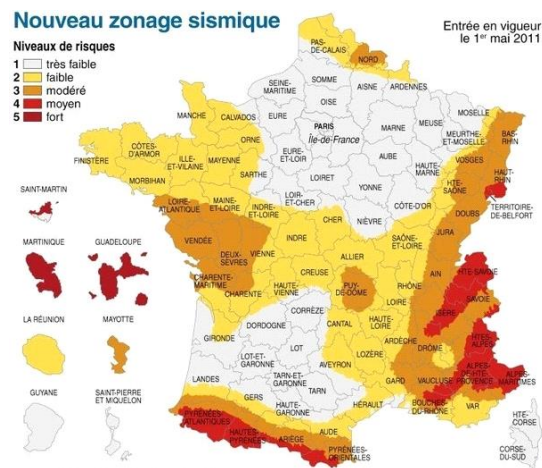 Nouveau zonage sismique
Entrée en vigueur
le 1er mai 2011
Niveaux de risques
1 très faible
2 faible
3 modéré
4 moyen
5 fort
PAS-
DE-CALAIS
NORD
SOMME
SEINE-
MARITIME
AISNE
ARDENNES
OISE
MANCHE
CALVADOS
EURE
PARIS
Île-de-France
MARNE
MEUSE
MOSELLE
MEURTHE-
ET-MOSELLE
BAS-
RHIN
ORNE
CÔTES-
D'ARMOR
FINISTÈRE
ILLE-
ET-VILAINE
MAYENNE
EURE-
ET-LOIR
AUBE
HAUTE-
MARNE
VOSGES
HAUT-
RHIN
MORBIHAN
SARTHE
LOIRET
YONNE
HTE-
SAÔNE
TERRITOIRE-
DE-BELFORT
SAINT-MARTIN
LOIRE-
ATLANTIQUE
MAINE-
ET-LOIRE
INDRE-
ET-LOIRE
LOIR-
ET-CHER
CHER
NIÈVRE
CÔTE-D'OR
DOUBS
MARTINIQUE
GUADELOUPE
VENDÉE
DEUX-
SÈVRES
VIENNE
INDRE
ALLIER
SAÔNE-
ET-LOIRE
JURA
CHARENTE-
MARITIME
CHARENTE
HAUTE-
VIENNE
CREUSE
PUY-
DE-DÔME
LOIRE
RHÔNE
AIN
HTE-SAVOIE
SAVOIE
LA RÉUNION
MAYOTTE
CORRÈZE
DORDOGNE
GIRONDE
CANTAL
HAUTE-
LOIRE
ISÈRE
ARDÈCHE
DRÔME
HTES-
ALPES
LOT
LOT-ET-
GARONNE
AVEYRON
LOZÈRE
GUYANE
SAINT-PIERRE
ET MIQUELON
LANDES
TARN-ET-
GARONNE
TARN
GARD
VAUCLUSE
ALPES-
DE-HTE-
PROVENCE
ALPES-
MARITIMES
GERS
HAUTE-
GARONNE
HÉRAULT
BOUCHES-
DU-RHÔNE
VAR
PYRÉNÉES-
ATLANTIQUES
HAUTES-
PYRÉNÉES
ARIÈGE
AUDE
PYRÉNÉES-
ORIENTALES
HTE-
CORSE
CORSE-
DU-SUD